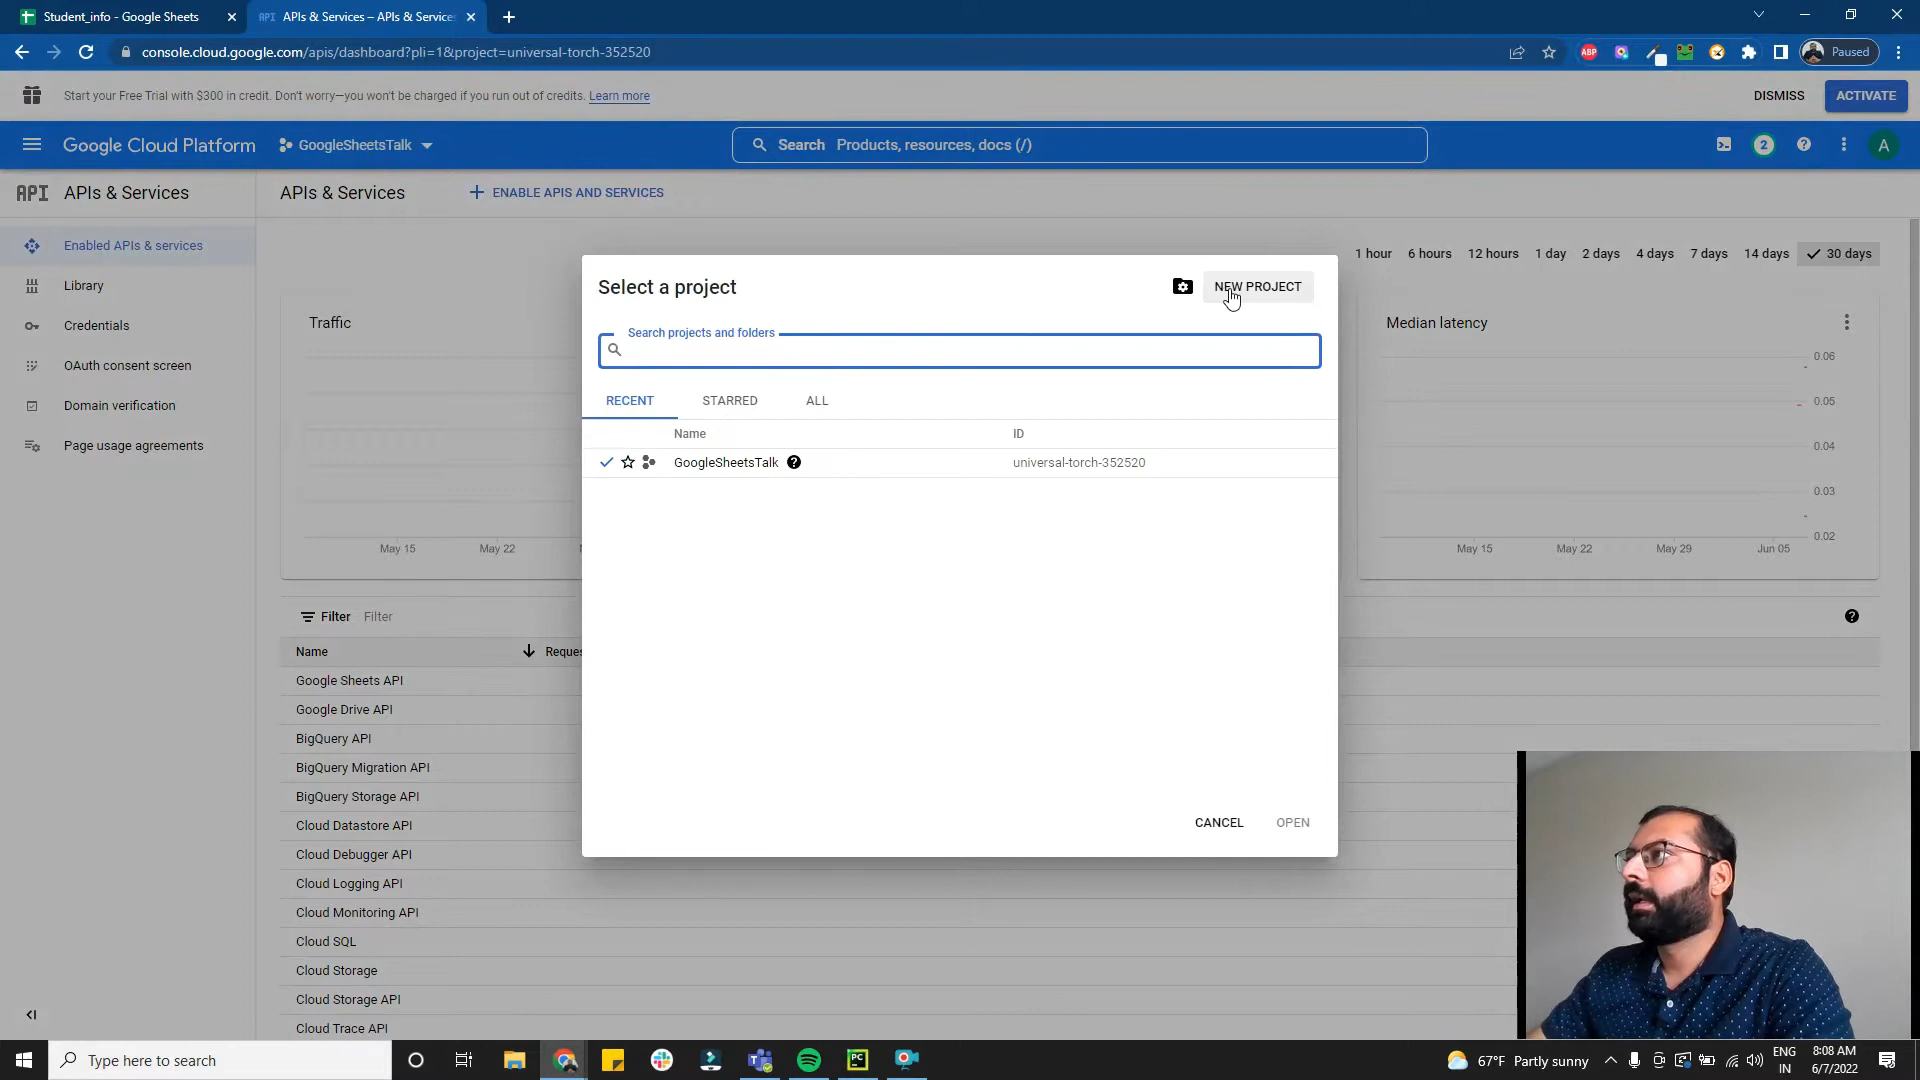 Student_info - Google Sheets
APIs & Services – APIs & Service
console.cloud.google.com/apis/dashboard?pli=1&project=universal-torch-352520
ABP
Paused
Start your Free Trial with $300 in credit. Don't worry—you won't be charged if you run out of credits. Learn more
DISMISS
ACTIVATE
Google Cloud Platform
GoogleSheetsTalk
Search Products, resources, docs (/)
2
A
API APIs & Services
APIs & Services
ENABLE APIS AND SERVICES
Enabled APIs & services
Library
Credentials
OAuth consent screen
Domain verification
Page usage agreements
1 hour 6 hours 12 hours 1 day 2 days 4 days 7 days 14 days 30 days
Traffic
May 15 May 22
Select a project
NEW PROJECT
Search projects and folders
RECENT STARRED ALL
Name ID
GoogleSheetsTalk universal-torch-352520
CANCEL OPEN
Median latency
0.06
0.05
0.04
0.03
0.02
May 15 May 22 May 29 Jun 05
Filter Filter
Name Reques
Google Sheets API
Google Drive API
BigQuery API
BigQuery Migration API
BigQuery Storage API
Cloud Datastore API
Cloud Debugger API
Cloud Logging API
Cloud Monitoring API
Cloud SQL
Cloud Storage
Cloud Storage API
Cloud Trace API
Type here to search
PC
67°F Partly sunny
ENG
IN
8:08 AM
6/7/2022